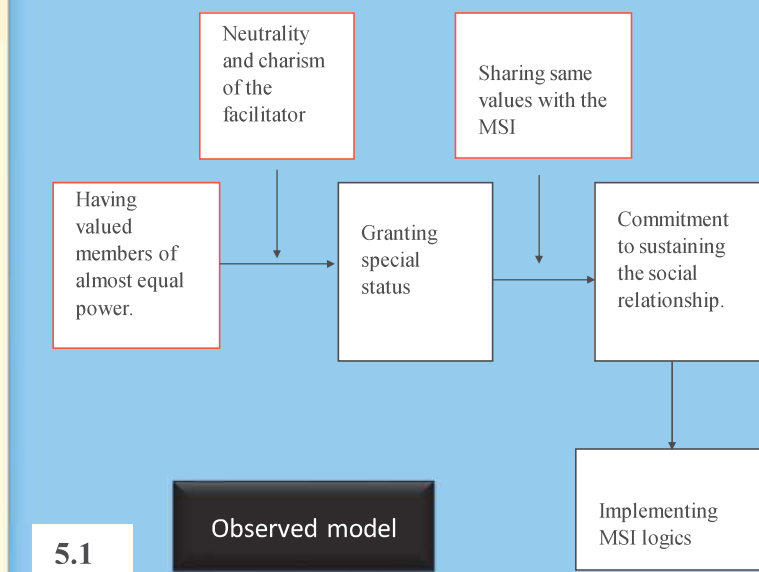 Neutrality
and charism
of the
facilitator
Sharing same
values with the
MSI
Having
valued
members of
almost equal
power.
Granting
special
status
Commitment
to sustaining
the social
relationship.
Implementing
MSI logics
Observed model
5.1